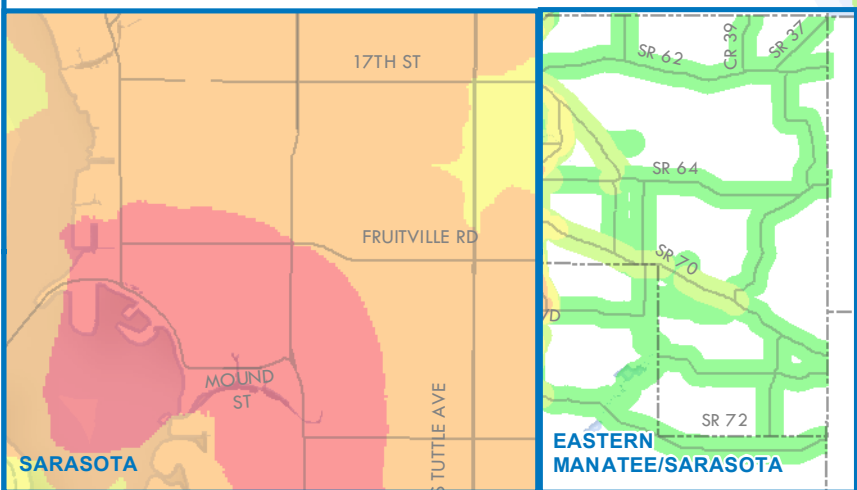 17TH ST
FRUITVILLE RD
MOUND
ST
S TUTTLE AVE
SARASOTA
SR 62
CR 39
SR 37
SR 64
SR 70
SR 72
EASTERN
MANATEE/SARASOTA